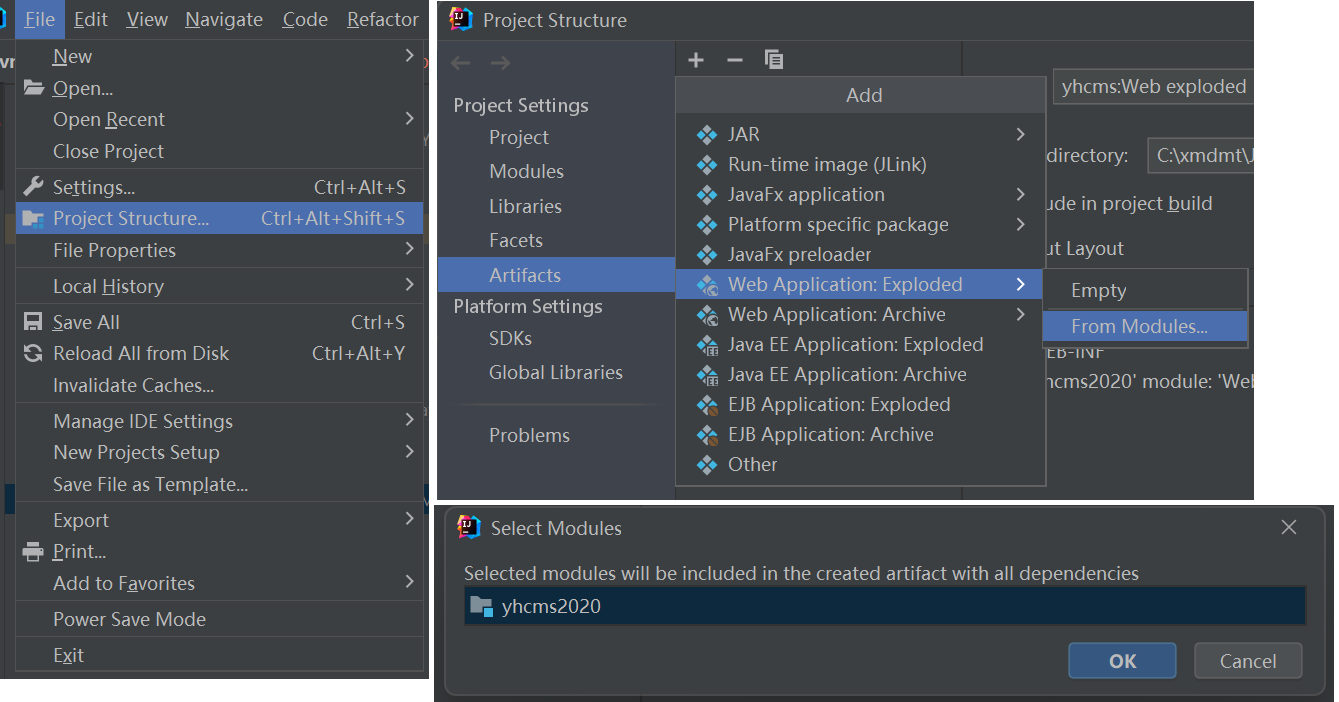 File Edit View Navigate Code Refactor
New
Open...
Open Recent
Close Project
Settings... Ctrl+Alt+S
Project Structure... Ctrl+Alt+Shift+S
File Properties
Local History
Save All Ctrl+S
Reload All from Disk Ctrl+Alt+Y
Invalidate Caches...
Manage IDE Settings
New Projects Setup
Save File as Template...
Export
Print...
Add to Favorites
Power Save Mode
Exit
Project Structure
Project Settings
Project
Modules
Libraries
Facets
Artifacts
Platform Settings
SDKs
Global Libraries
Problems
Add
JAR
Run-time image (JLink)
JavaFx application
Platform specific package
JavaFx preloader
Web Application: Exploded
Web Application: Archive
Java EE Application: Exploded
Java EE Application: Archive
EJB Application: Exploded
EJB Application: Archive
Other
yhcms:Web exploded
directory: C:\xmdmt\J
ude in project build
ut Layout
Empty
From Modules...
EB-INF
hcms2020' module: 'Web
Select Modules
Selected modules will be included in the created artifact with all dependencies
yhcms2020
OK Cancel